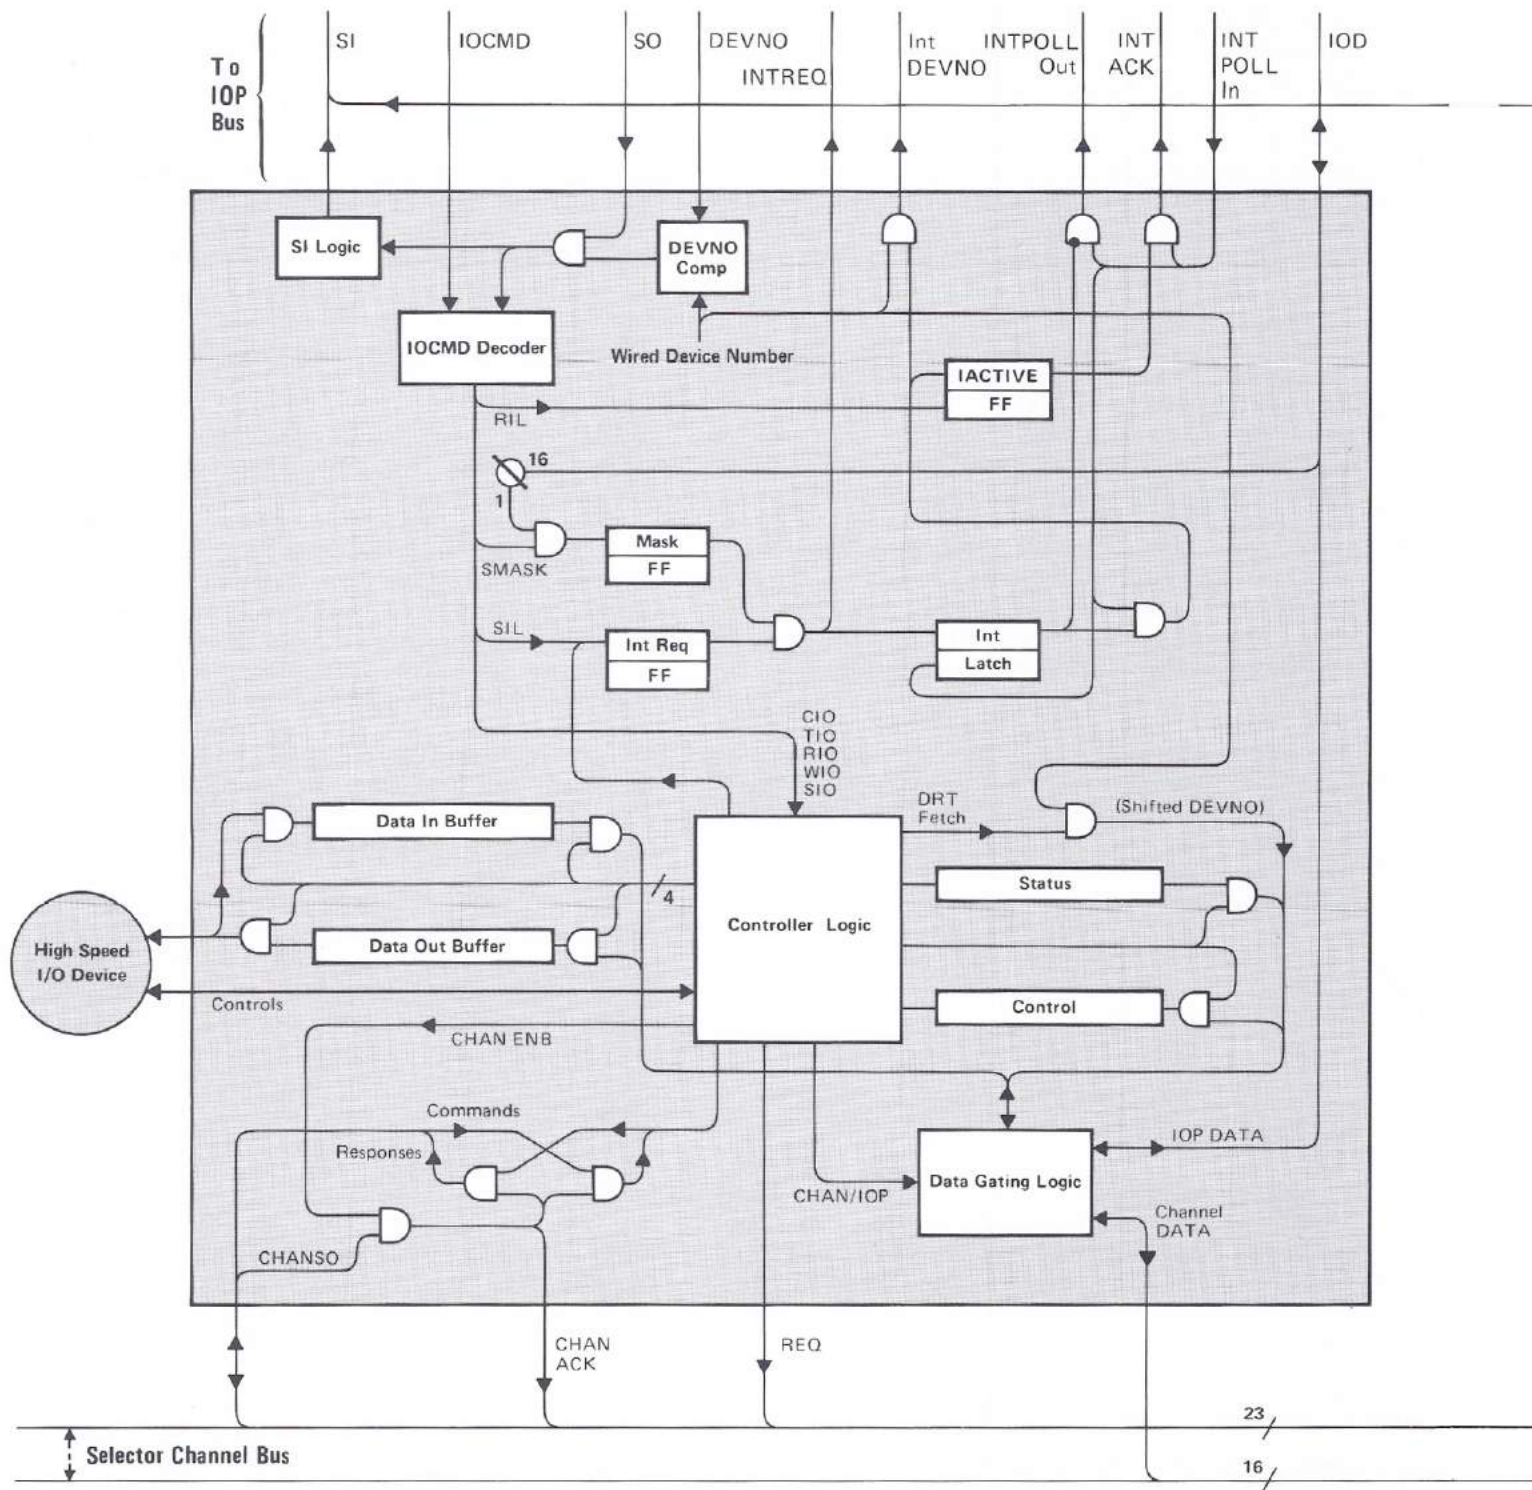 SI
IOCMD
SO
DEVNO
INTREQ
Int
DEVNO
INTPOLL
Out
INT
ACK
INT
POLL
In
IOD
To
IOP
Bus
SI Logic
DEVNO
Comp
IOCMD Decoder
Wired Device Number
IACTIVE
FF
RIL
16
1
Mask
FF
SMASK
SIL
Int Req
FF
Int
Latch
CIO
TIO
RIO
WIO
SIO
DRT
Fetch
(Shifted DEVNO)
Data In Buffer
Status
4
Controller Logic
High Speed
I/O Device
Data Out Buffer
Controls
Control
CHAN ENB
Commands
Responses
IOP DATA
CHAN/IOP
Data Gating Logic
Channel
DATA
CHANSO
CHAN
ACK
REQ
23
Selector Channel Bus
16